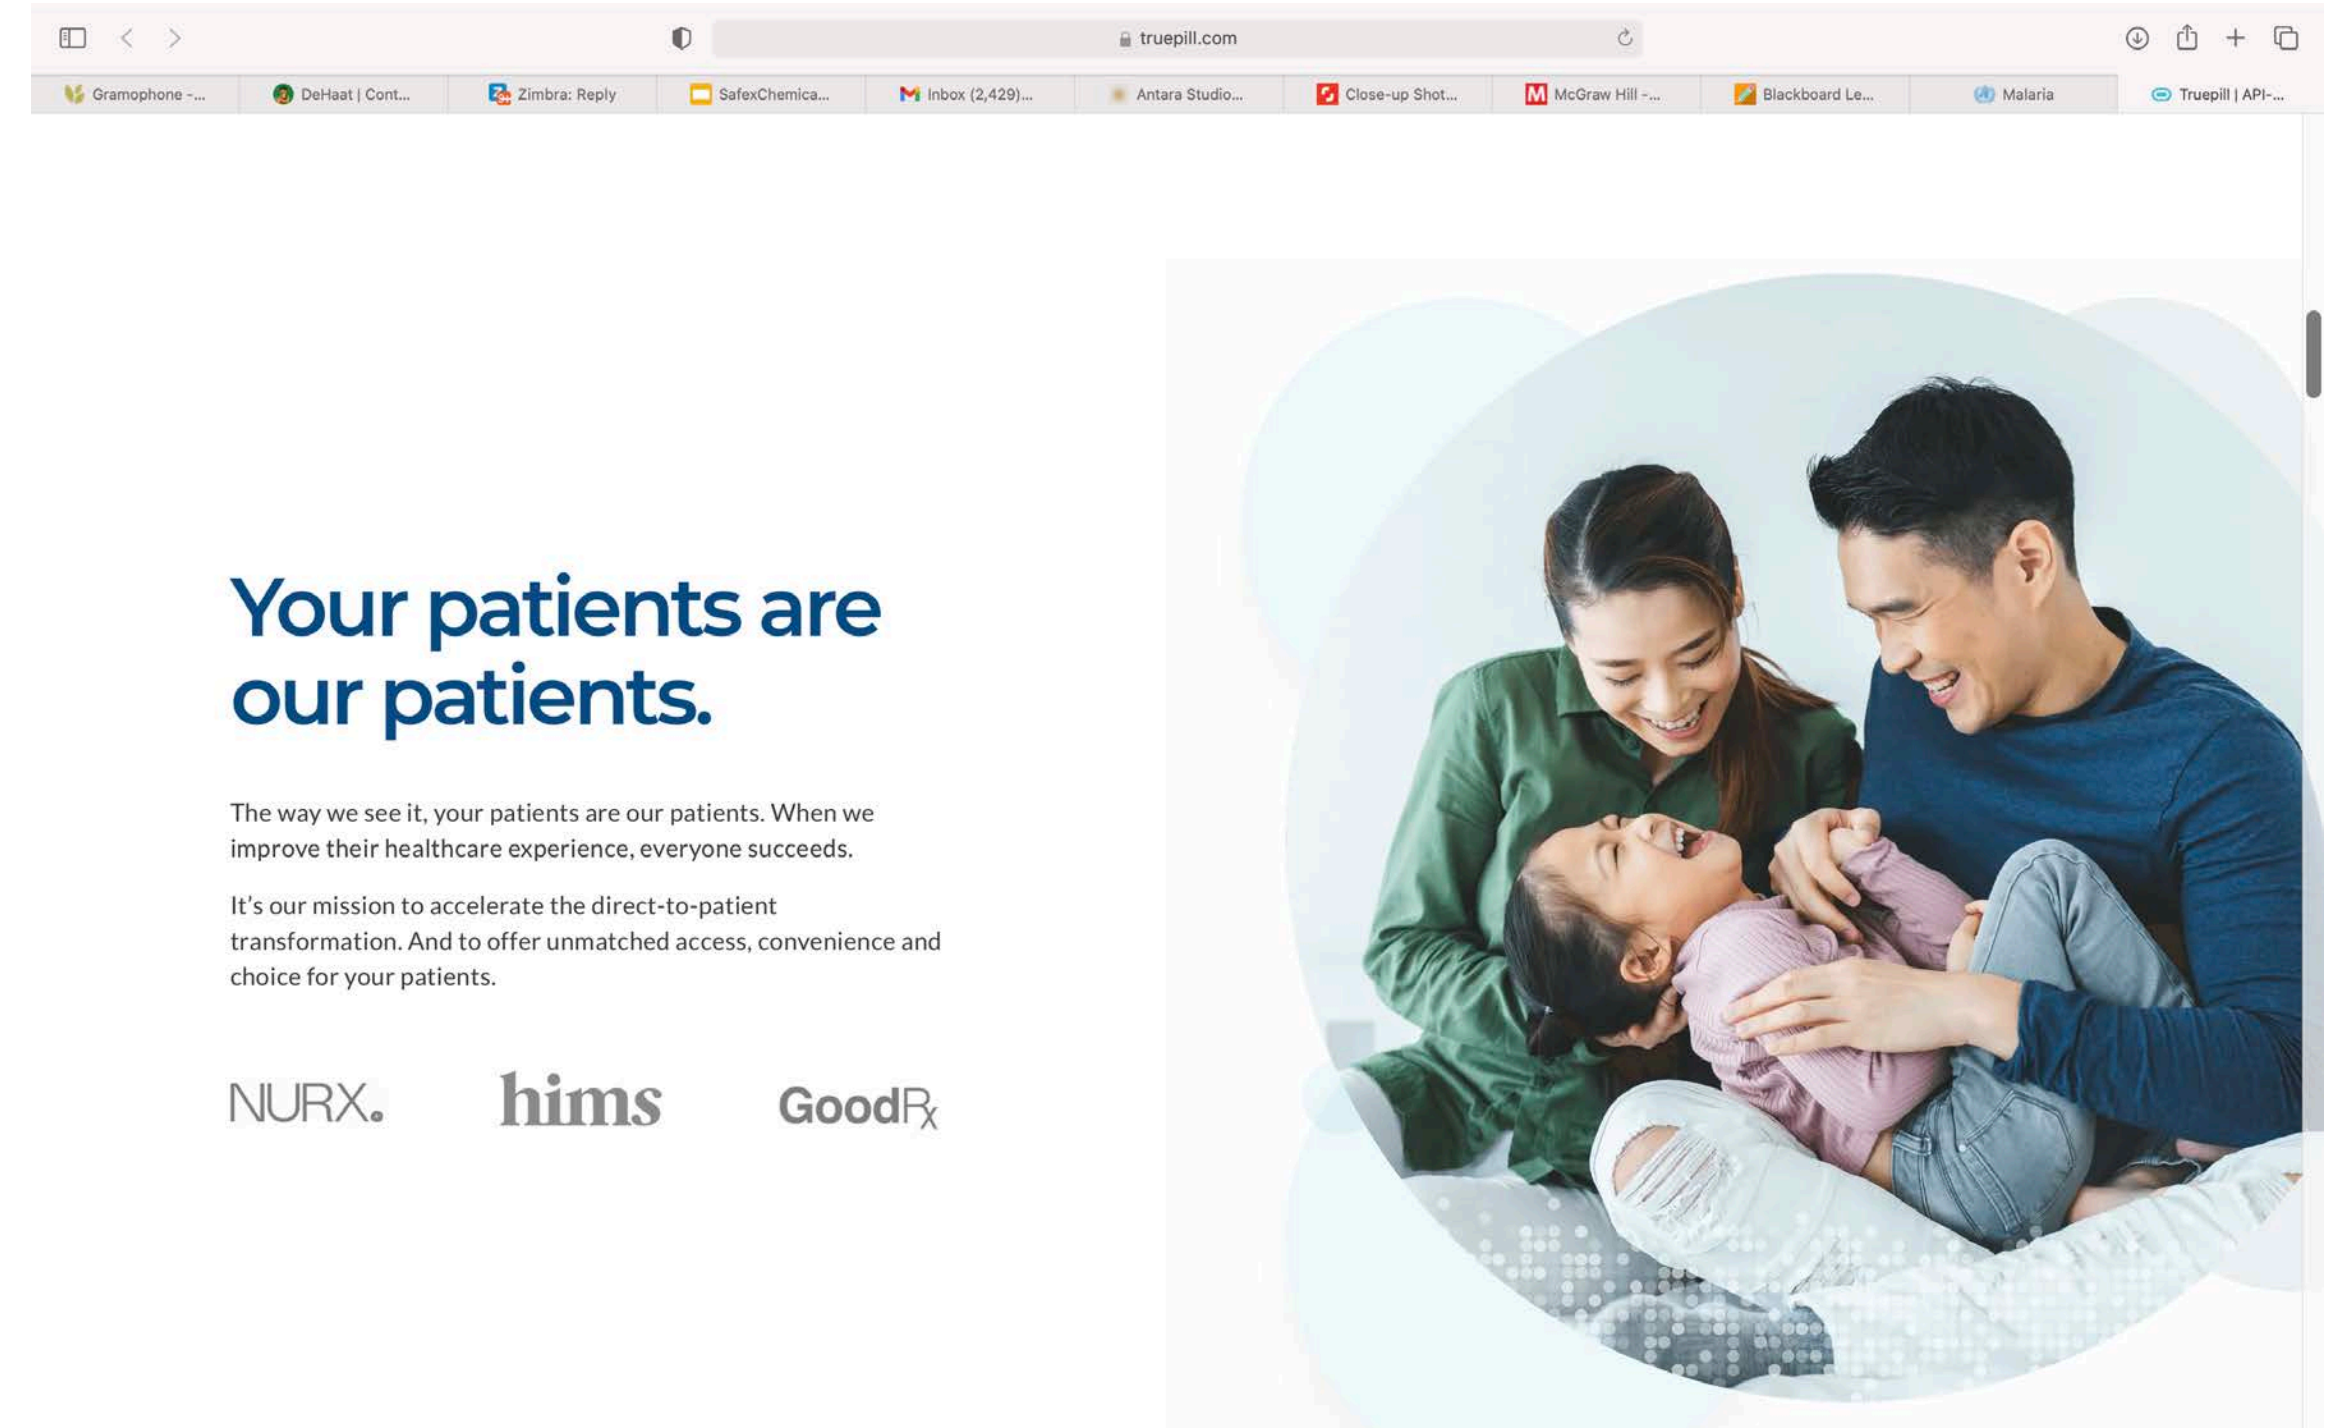 truepill.com
Gramophone -...
DeHaat | Cont...
Zimbra: Reply
SafexChemica...
Inbox (2,429)...
Antara Studio...
Close-up Shot...
McGraw Hill -...
Blackboard Le...
Malaria
Truepill | API-...
Your patients are
our patients.
The way we see it, your patients are our patients. When we
improve their healthcare experience, everyone succeeds.
It's our mission to accelerate the direct-to-patient
transformation. And to offer unmatched access, convenience and
choice for your patients.
NURX.
hims
GoodRx